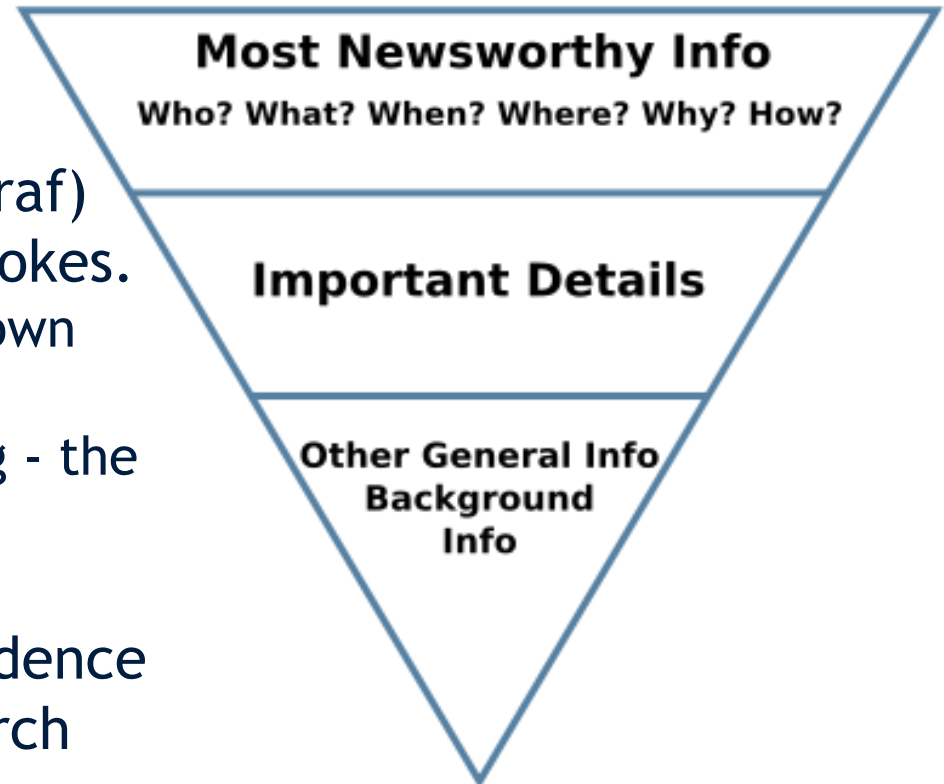 Most Newsworthy Info
Who? What? When? Where? Why? How?
raf)
okes.
own
Important Details
g - the
Other General Info
Background
Info
dence
rch